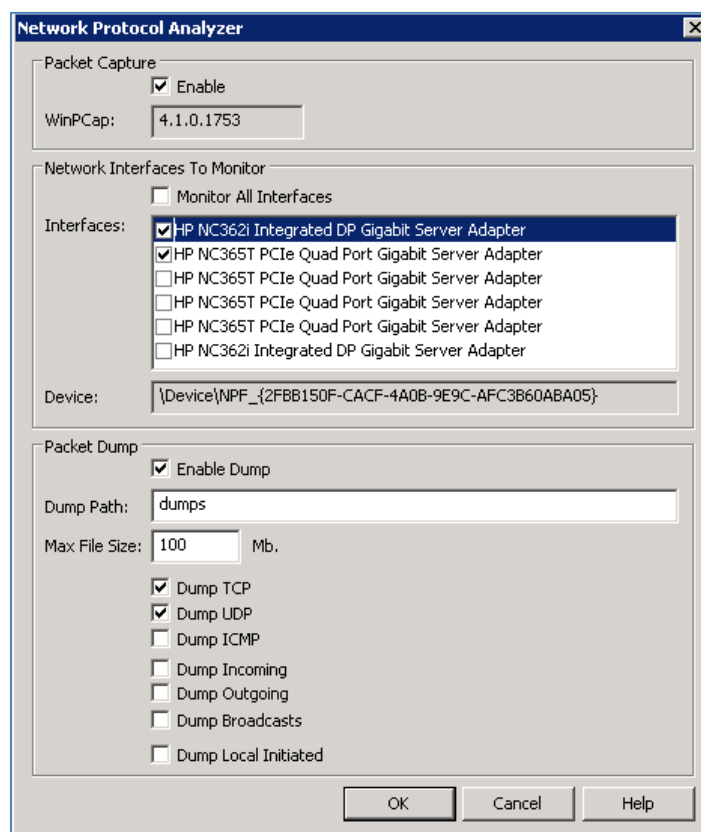 Network Protocol Analyzer
Packet Capture
Enable
WinPCap: 4.1.0.1753
Network Interfaces To Monitor
Monitor All Interfaces
Interfaces: HP NC362i Integrated DP Gigabit Server Adapter
HP NC365T PCIe Quad Port Gigabit Server Adapter
HP NC365T PCIe Quad Port Gigabit Server Adapter
HP NC365T PCIe Quad Port Gigabit Server Adapter
HP NC365T PCIe Quad Port Gigabit Server Adapter
HP NC362i Integrated DP Gigabit Server Adapter
Device: \Device\NPF_{2FBB150F-CACF-4A0B-9E9C-AFC3B60ABA05}
Packet Dump
Enable Dump
Dump Path: dumps
Max File Size: 100 Mb.
Dump TCP
Dump UDP
Dump ICMP
Dump Incoming
Dump Outgoing
Dump Broadcasts
Dump Local Initiated
OK Cancel Help